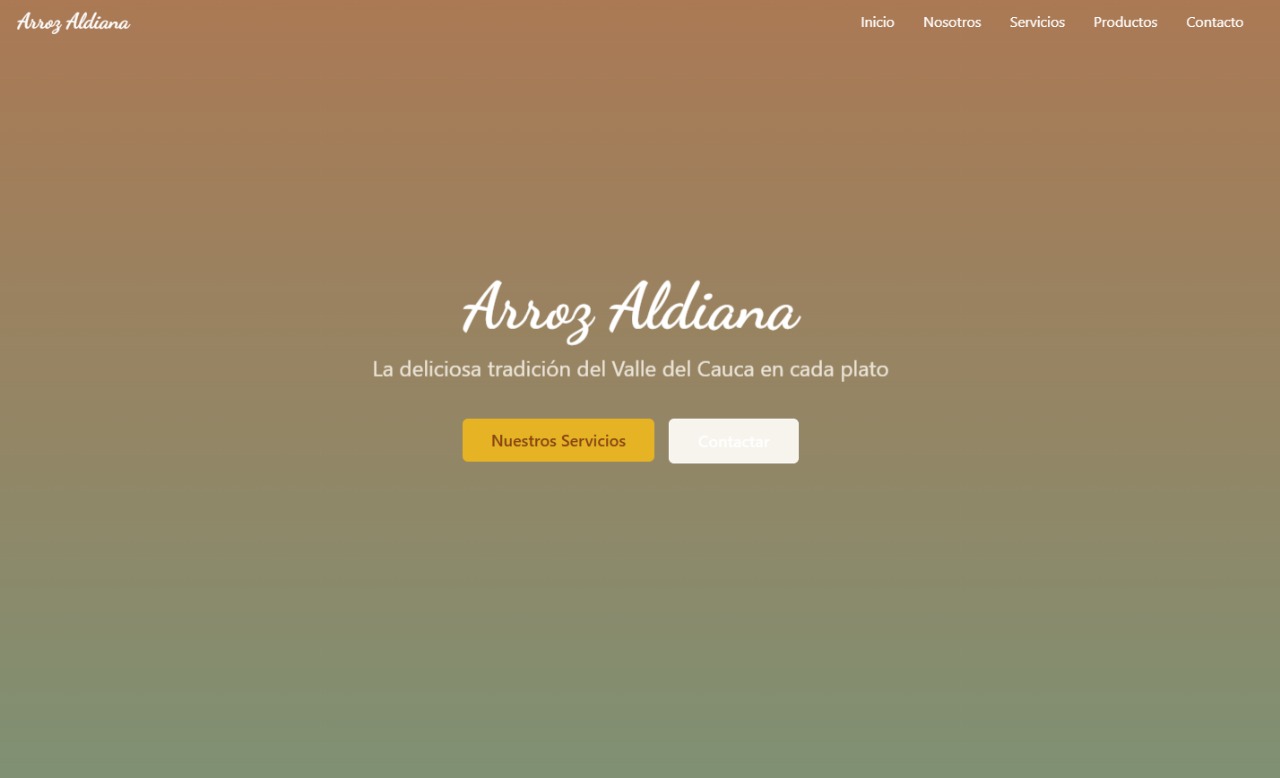 Arroz Aldiana
Inicio Nosotros Servicios Productos Contacto
Arroz Aldiana
La deliciosa tradición del Valle del Cauca en cada plato
Nuestros Servicios Contactar